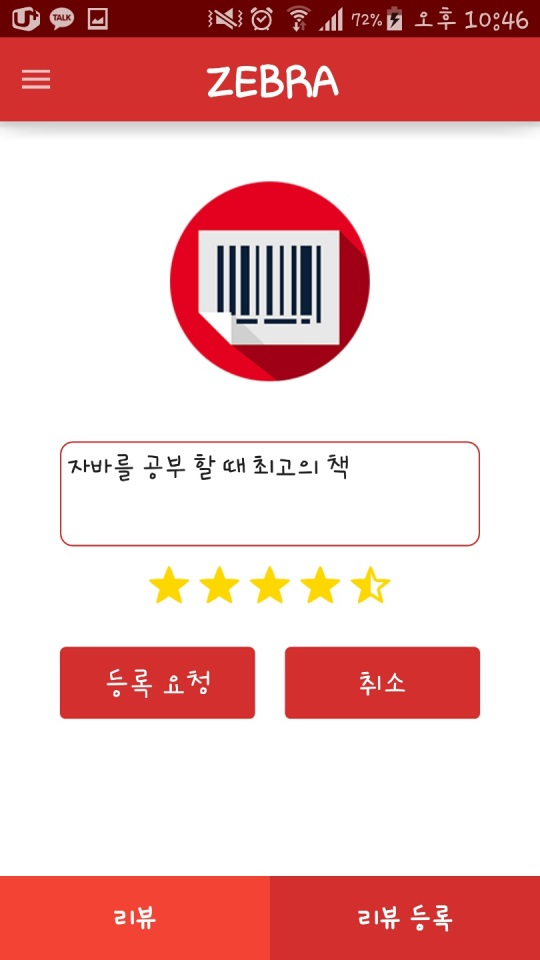 U+ TALK 72% 오후 10:46
ZEBRA
자바를 공부 할 때 최고의 책
등록 요청 취소
리뷰 리뷰 등록